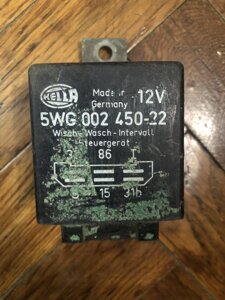 HELLA
Made in
Germany
12V
5WG 002 450-22
Wisch-Wasch-Intervall
Steuergerät
86
15 31b